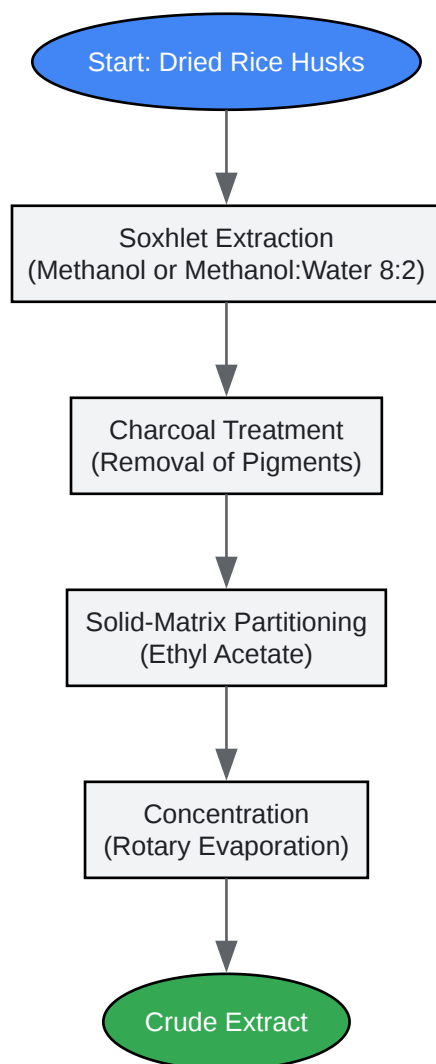 Start: Dried Rice Husks
Soxhlet Extraction
(Methanol or Methanol:Water 8:2)
Charcoal Treatment
(Removal of Pigments)
Solid-Matrix Partitioning
(Ethyl Acetate)
Concentration
(Rotary Evaporation)
Crude Extract